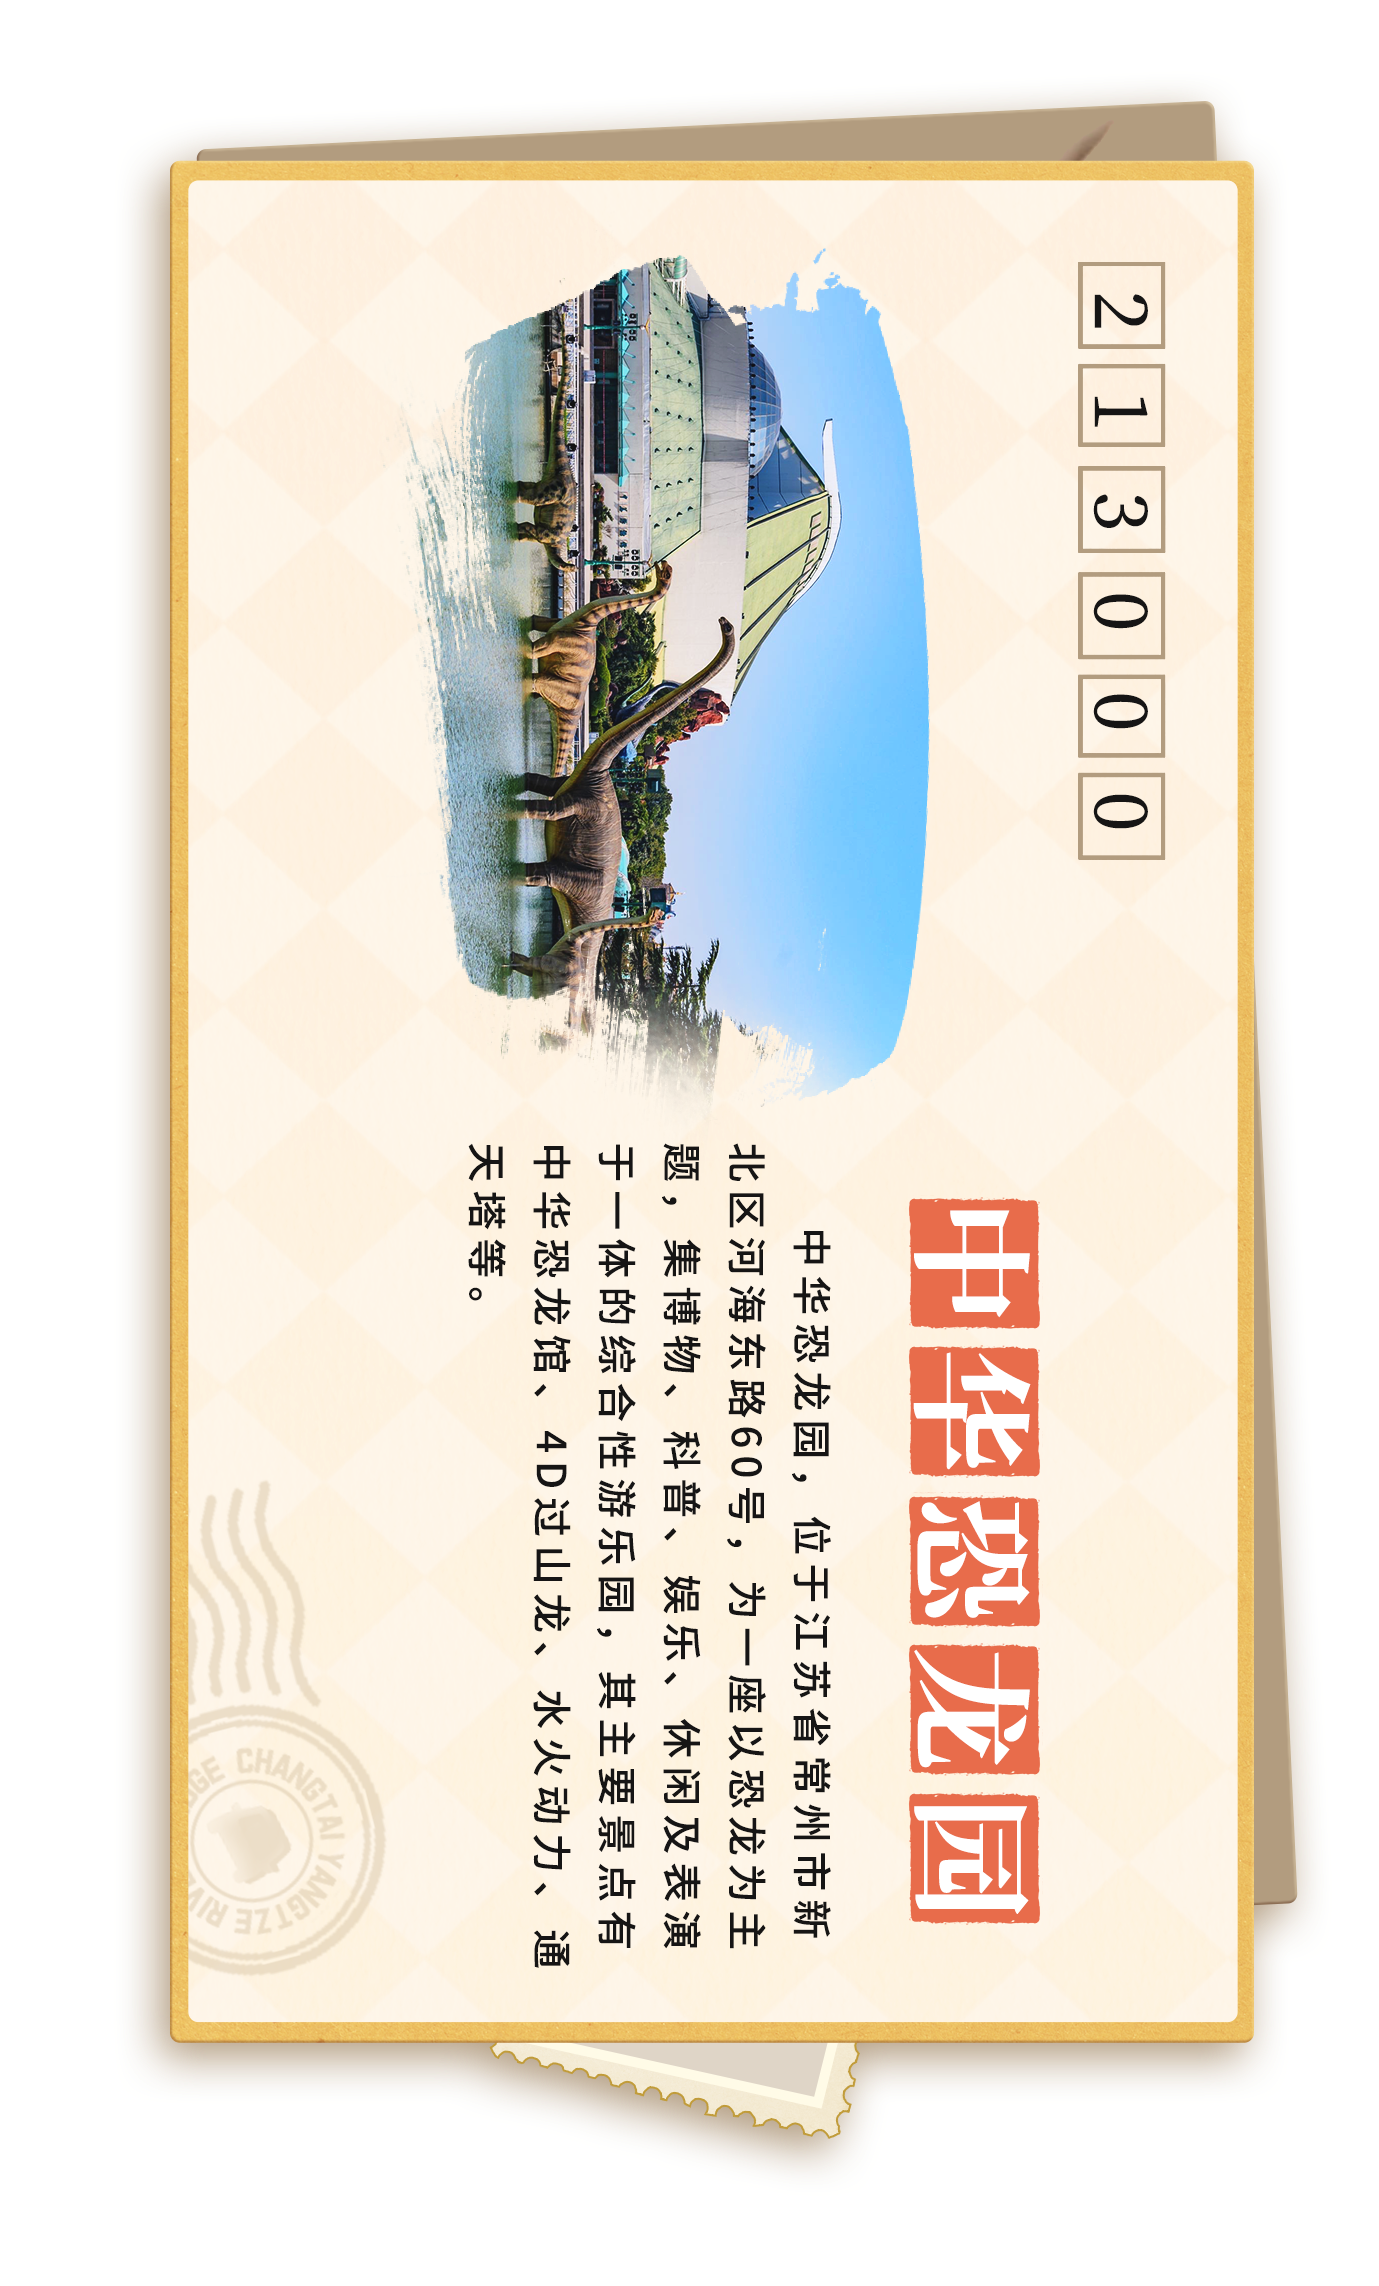 213000
中华恐龙园
中华恐龙园，位于江苏省常州市新
北区河海东路60号，为一座以恐龙为主
题，集博物、科普、娱乐、休闲及表演
于一体的综合性游乐园，其主要景点有
中华恐龙馆、4D过山龙、水火动力、通
天塔等。
CHANGTAI YANGTZE